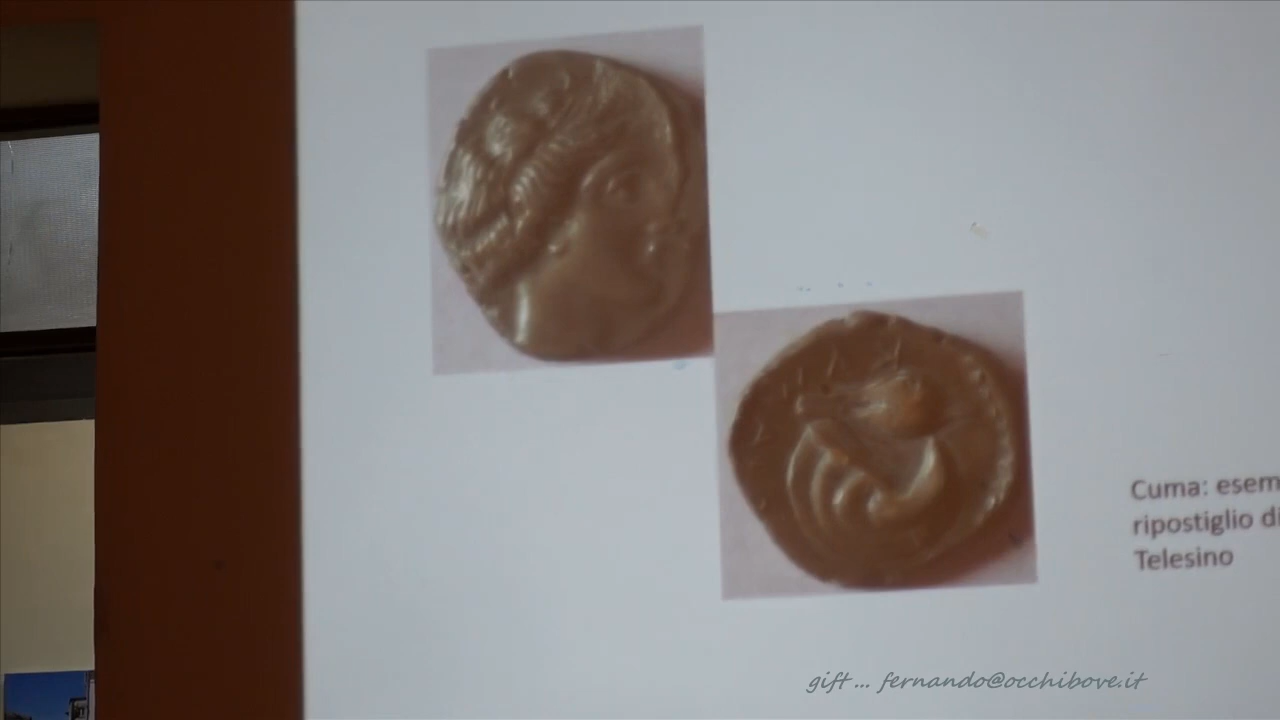 Cuma: esem
ripostiglio di
Telesino
gift ... fernando@occhibove.it